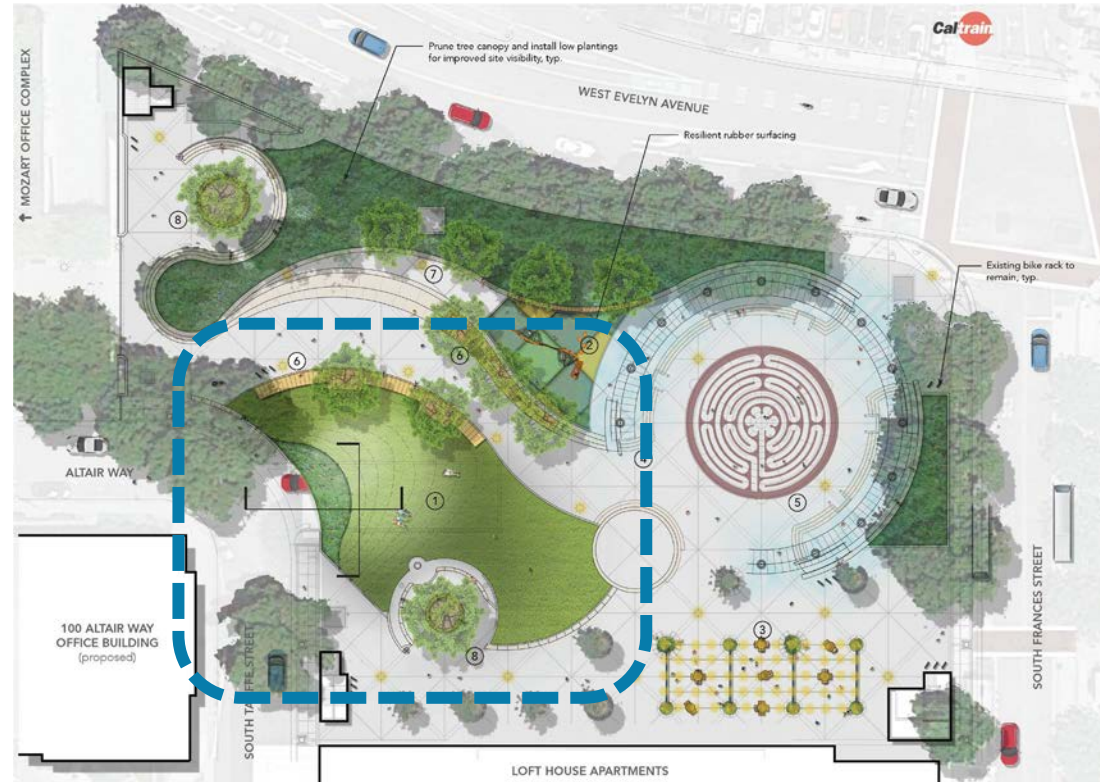 Caltrain
Prune tree canopy and install low plantings
for improved site visibility, typ.
WEST EVELYN AVENUE
Resilient rubber surfacing
MOZART OFFICE COMPLEX
8
7
Existing bike rack to
remain, typ.
2
6
6
4
ALTAIR WAY
1
5
100 ALTAIR WAY
OFFICE BUILDING
(proposed)
SOUTH TAAFFE STREET
8
3
SOUTH FRANCES STREET
LOFT HOUSE APARTMENTS